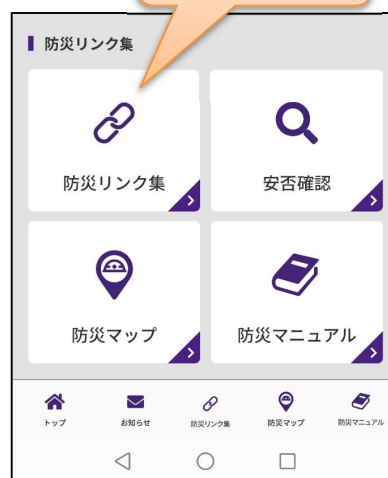 防災リンク集
防災リンク集
安否確認
防災マップ
防災マニュアル
トップ
お知らせ
防災リンク集
防災マップ
防災マニュアル